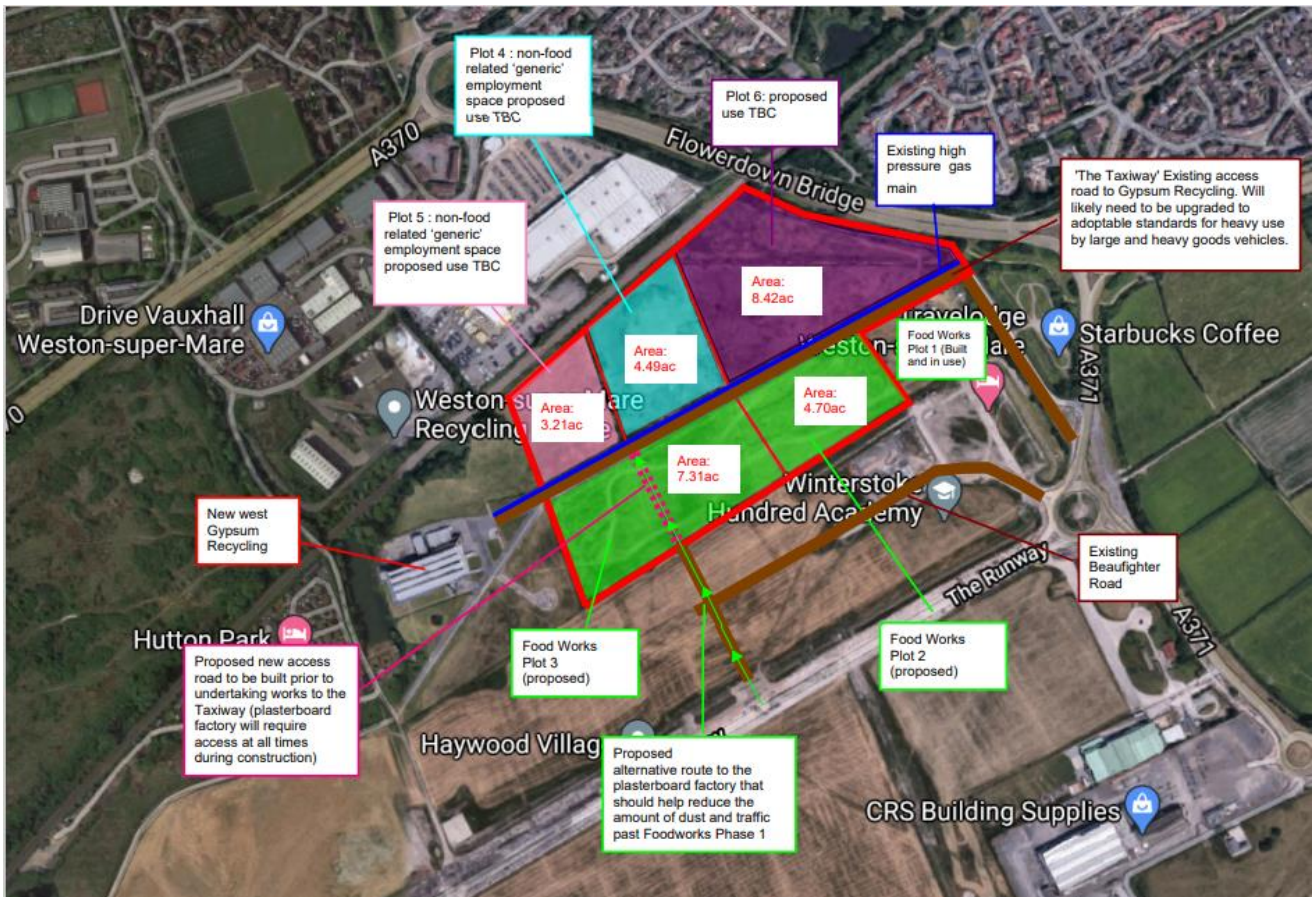 Plot 4 : non-food
related 'generic'
employment
space proposed
use TBC
Plot 6: proposed
use TBC
A370
Flowerdown Bridge
Existing high
pressure gas
main
'The Taxiway' Existing access
road to Gypsum Recycling. Will
likely need to be upgraded to
adoptable standards for heavy use
by large and heavy goods vehicles.
Plot 5 : non-food
related 'generic'
employment space
proposed use TBC
Drive Vauxhall
Weston-super-Mare
Area:
8.42ac
Area:
4.49ac
Travelodge
Food Works
Plot 1 (Built
and in use)
Starbucks Coffee
A371
Area:
3.21ac
Area:
4.70ac
Weston-super-Mare
Recycling
Area:
7.31ac
Winterstoke
Hundred Academy
New west
Gypsum
Recycling
Existing
Beaufighter
Road
The Runway
A371
Hutton Park
Food Works
Plot 3
(proposed)
Food Works
Plot 2
(proposed)
Proposed new access
road to be built prior to
undertaking works to the
Taxiway (plasterboard
factory will require
access at all times
during construction)
Haywood Villag
Proposed
alternative route to the
plasterboard factory that
should help reduce the
amount of dust and traffic
past Foodworks Phase 1
CRS Building Supplies